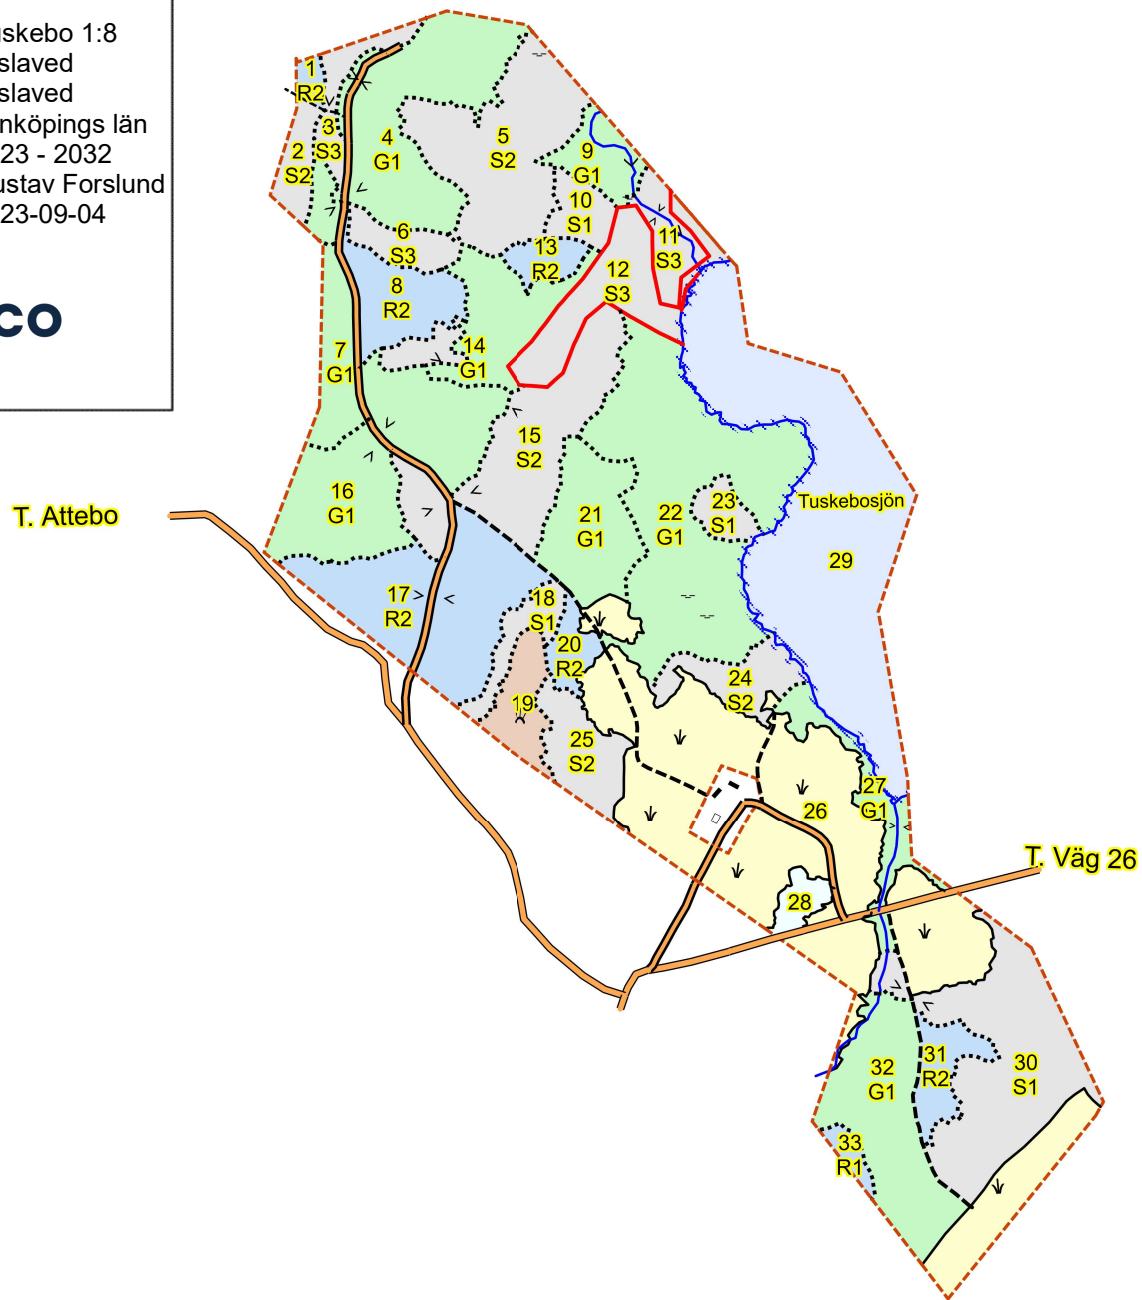 uskebo 1:8
slaved
slaved
nköpings län
23 - 2032
ustav Forslund
23-09-04
co
1
R2
2
S2
3
S3
4
G1
5
S2
9
G1
10
S1
6
S3
13
R2
11
S3
12
S3
8
R2
7
G1
14
G1
15
S2
16
G1
T. Attebo
21
G1
22
G1
23
S1
Tuskebosjön
29
17
R2
18
S1
20
R2
19
24
S2
25
S2
26
27
G1
28
T. Väg 26
30
S1
31
R2
32
G1
33
R1